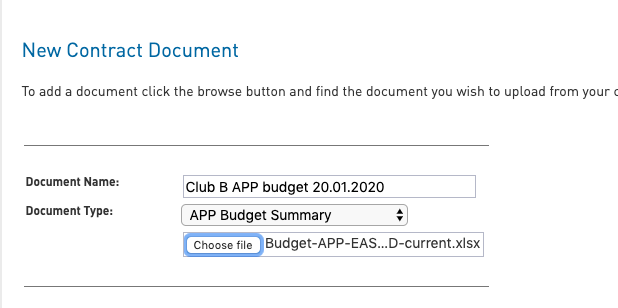 New Contract Document
To add a document click the browse button and find the document you wish to upload from your
Document Name:
Club B APP budget 20.01.2020
Document Type:
APP Budget Summary
Choose file Budget-APP-EAS...D-current.xlsx